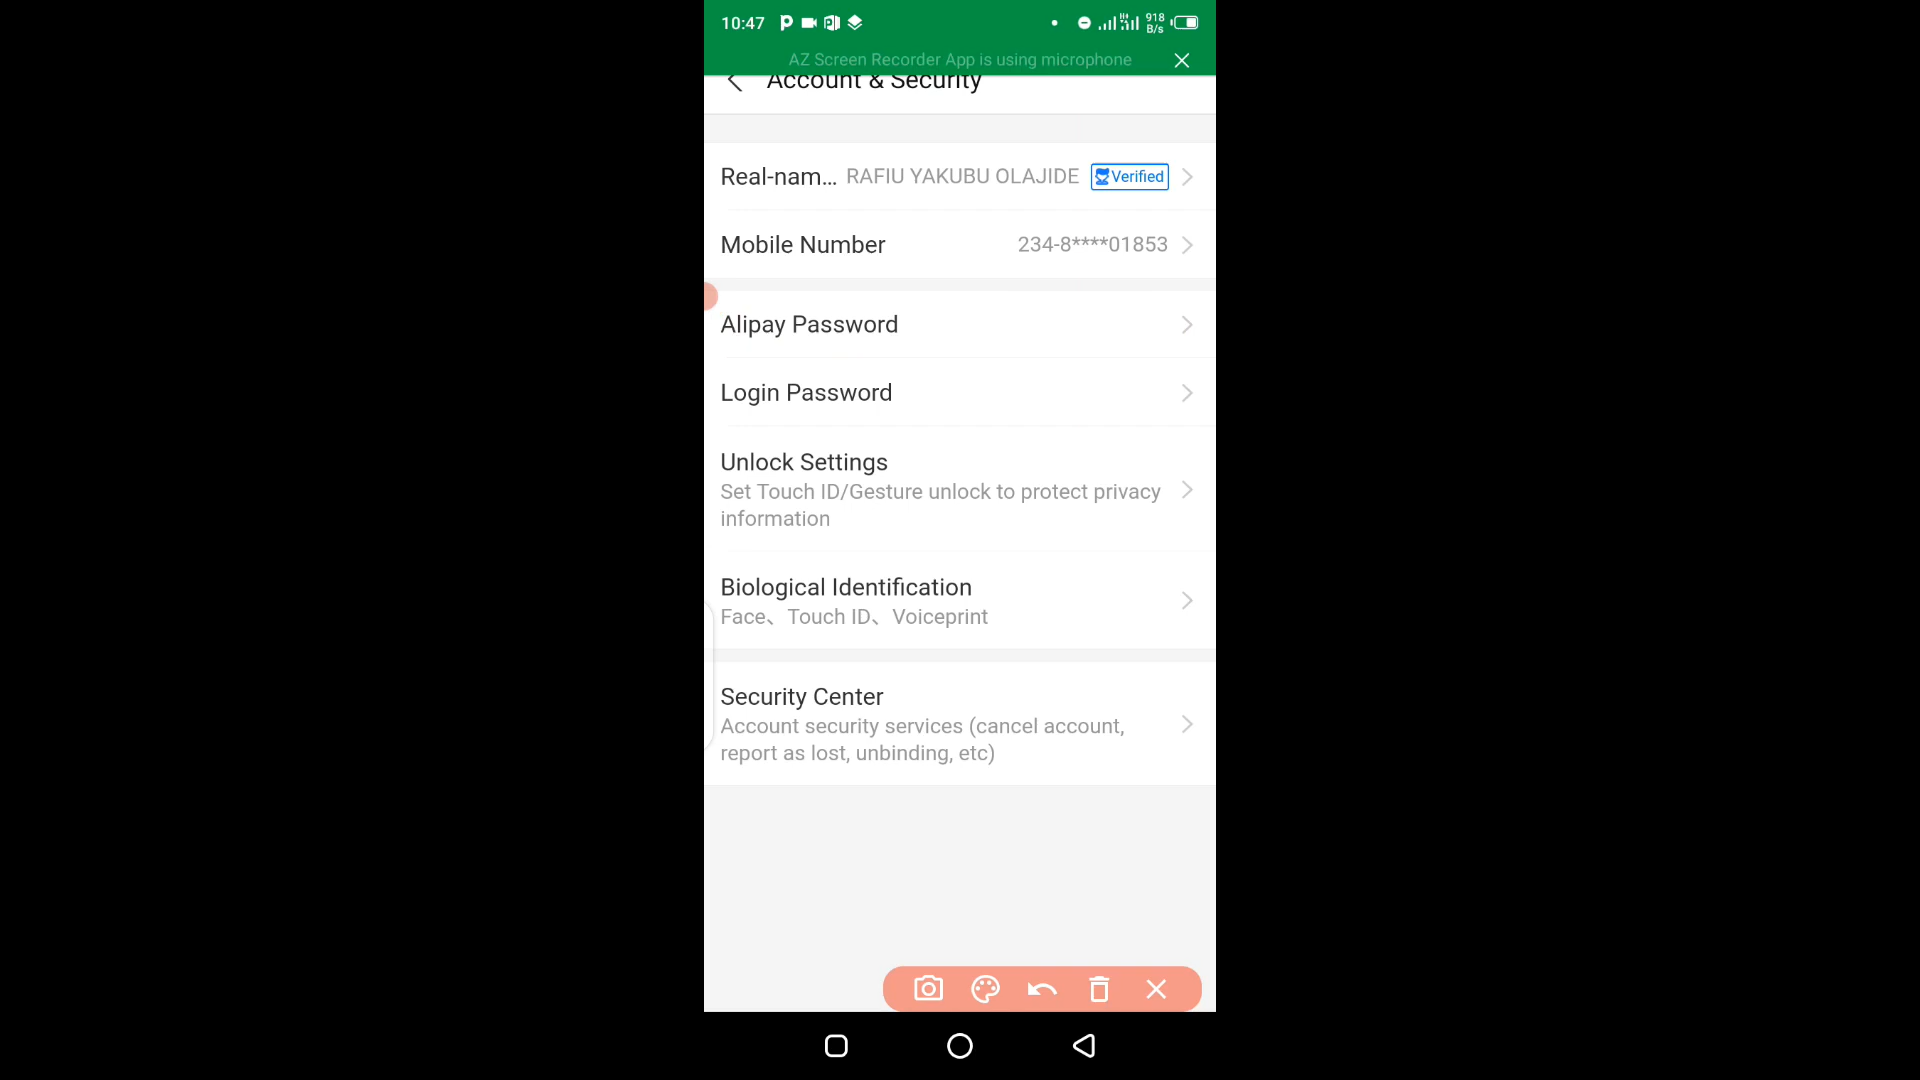 10:47
918
B/s
AZ Screen Recorder App is using microphone
Account & Security
Real-nam... RAFIU YAKUBU OLAJIDE Verified
Mobile Number 234-8****01853
Alipay Password
Login Password
Unlock Settings
Set Touch ID/Gesture unlock to protect privacy
information
Biological Identification
Face、Touch ID、Voiceprint
Security Center
Account security services (cancel account,
report as lost, unbinding, etc)